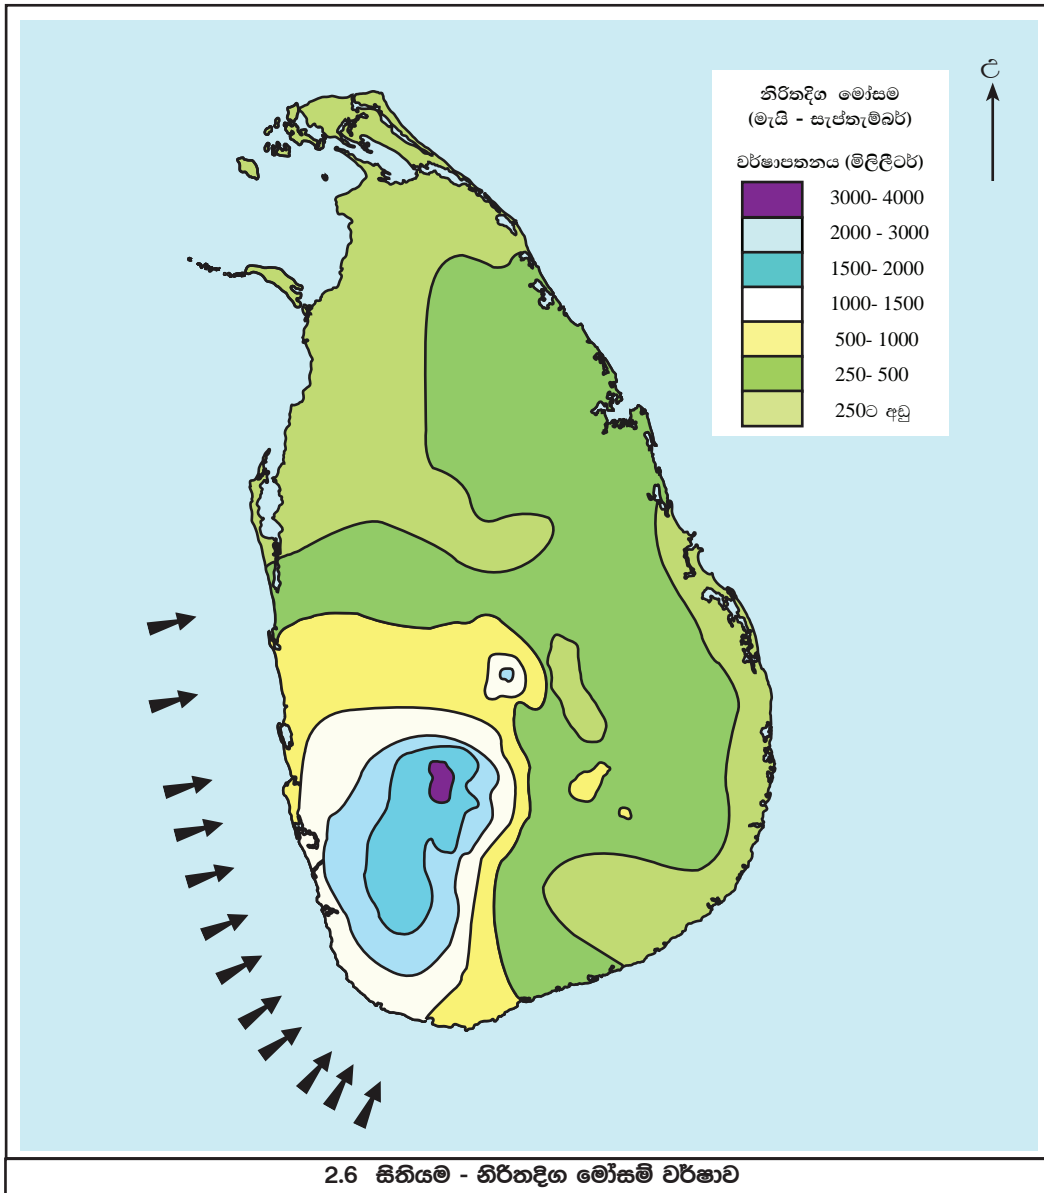 උ
නිරිතදිග මෝසම
(මැයි - සැප්තැම්බර්)
වර්ෂාපතනය (මිලිලීටර්)
3000- 4000
2000 - 3000
1500- 2000
1000- 1500
500- 1000
250- 500
250ට අඩු
2.6 සිතියම - නිරිතදිග මෝසම් වර්ෂාව